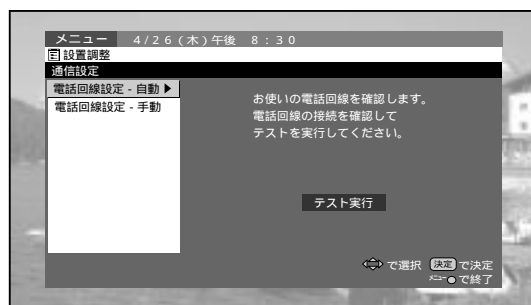 メニュー 4/26(木)午後 8:30
設置調整
通信設定
電話回線設定 - 自動▶
電話回線設定 - 手動
お使いの電話回線を確認します。
電話回線の接続を確認して
テストを実行してください。
テスト実行
で選択 決定 で決定
メニュー で終了